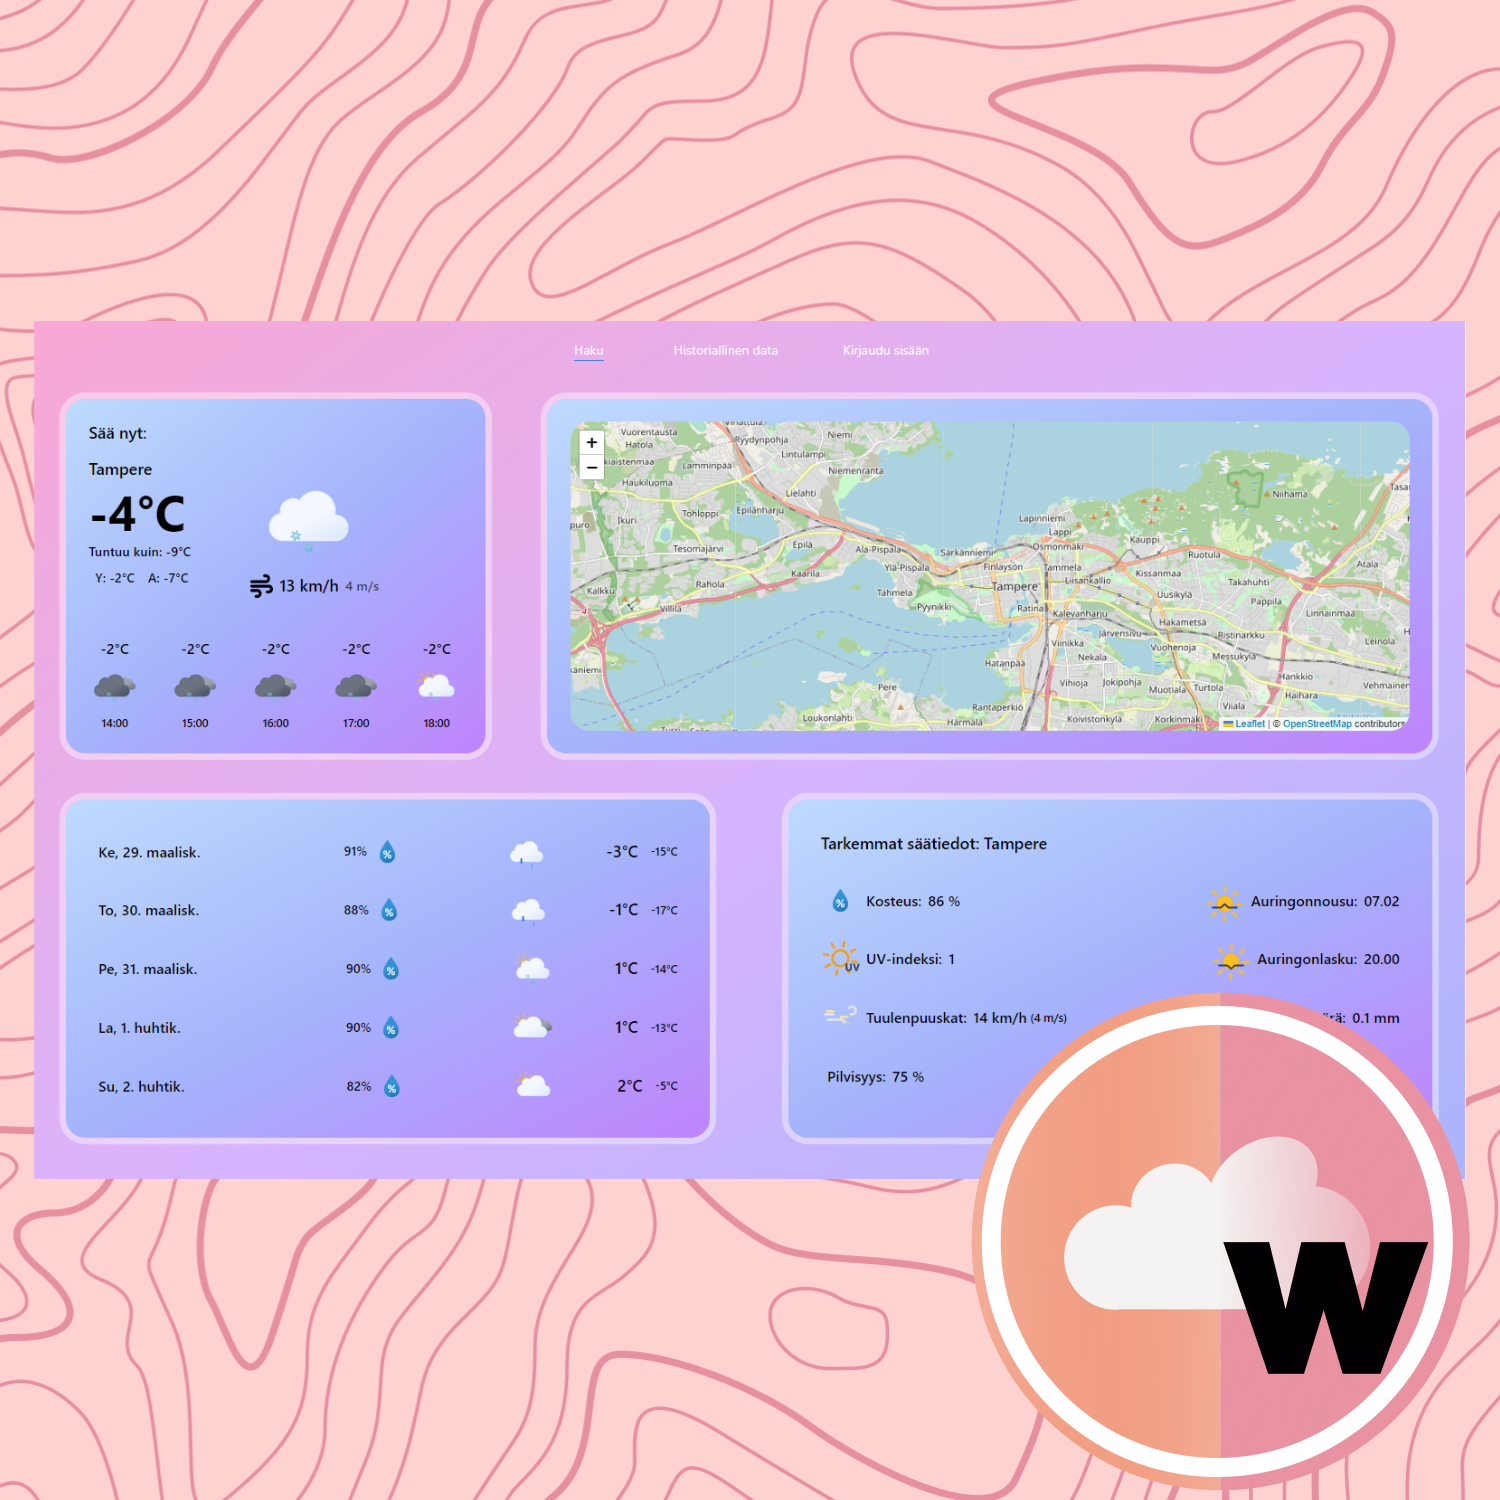 Haku
Historiallinen data
Kirjaudu sisään
Sää nyt:
Tampere
-4°C
Tuntuu kuin: -9°C
Y: -2°C A: -7°C
13 km/h 4 m/s
-2°C -2°C -2°C -2°C -2°C
14:00 15:00 16:00 17:00 18:00
+
−
Vuorentausta
Hatola
Ryydynpohja
Niemi
Lintulampi
Lamminpää
Niemenranta
Haukiluoma
Lielahti
Niihama
Ikuri
Tohloppi
Epilänharju
Lapinniemi
Lappi
Kauppi
Tesomajärvi
Epilä
Ala-Pispala
Särkänniemi
Osmonmäki
Ruotula
Atala
Ylä-Pispala
Finlayson
Tammela
Kissanmaa
Kalkku
Rahola
Kaarila
Tahmela
Tampere
Liisankallio
Takahuhti
Villilä
Pyynikki
Ratina
Kalevanharju
Uusikylä
Pappila
Linnainmaa
Hakametsä
Järvensivu
Ristinarkku
Viinikka
Vuohenoja
Leinola
Hatanpää
Nekala
Messukylä
Hankkio
Pere
Vihioja
Jokipohja
Muotiala
Turtola
Haihara
Vehmainen
Rantaperkiö
Viiala
Loukonlahti
Härmälä
Koivistonkylä
Korkinmäki
Leaflet | © OpenStreetMap contributors
Ke, 29. maalisk. 91% % -3°C -15°C
To, 30. maalisk. 88% % -1°C -17°C
Pe, 31. maalisk. 90% % 1°C -14°C
La, 1. huhtik. 90% % 1°C -13°C
Su, 2. huhtik. 82% % 2°C -5°C
Tarkemmat säätiedot: Tampere
% Kosteus: 86 %
Auringonnousu: 07.02
UV UV-indeksi: 1
Auringonlasku: 20.00
Tuulenpuuskat: 14 km/h (4 m/s)
0.1 mm
Pilvisyys: 75 %
W